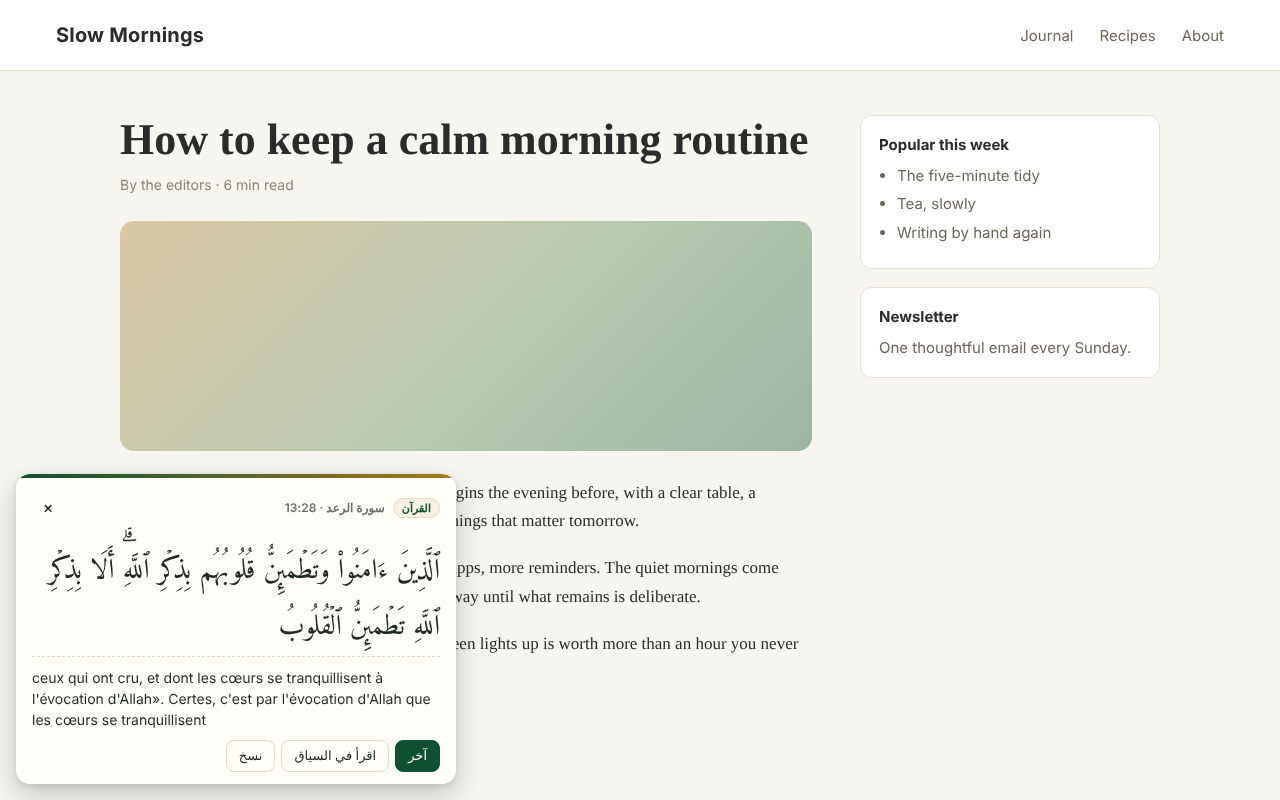 Slow Mornings
Journal Recipes About
How to keep a calm morning routine
By the editors · 6 min read
Popular this week
• The five-minute tidy
• Tea, slowly
• Writing by hand again
Newsletter
One thoughtful email every Sunday.
the evening before, with a clear table, a
that matter tomorrow.
more reminders. The quiet mornings come
until what remains is deliberate.
lights up is worth more than an hour you never
القرآن سورة الرعد · 13:28 ×
ٱلَّذِينَ ءَامَنُوا۟ وَتَطْمَئِنُّ قُلُوبُهُم بِذِكْرِ ٱللَّهِ ۗ أَلَا بِذِكْرِ
ٱللَّهِ تَطْمَئِنُّ ٱلْقُلُوبُ
ceux qui ont cru, et dont les cœurs se tranquillisent à
l'évocation d'Allah». Certes, c'est par l'évocation d'Allah que
les cœurs se tranquillisent
آخر اقرأ في السياق نسخ